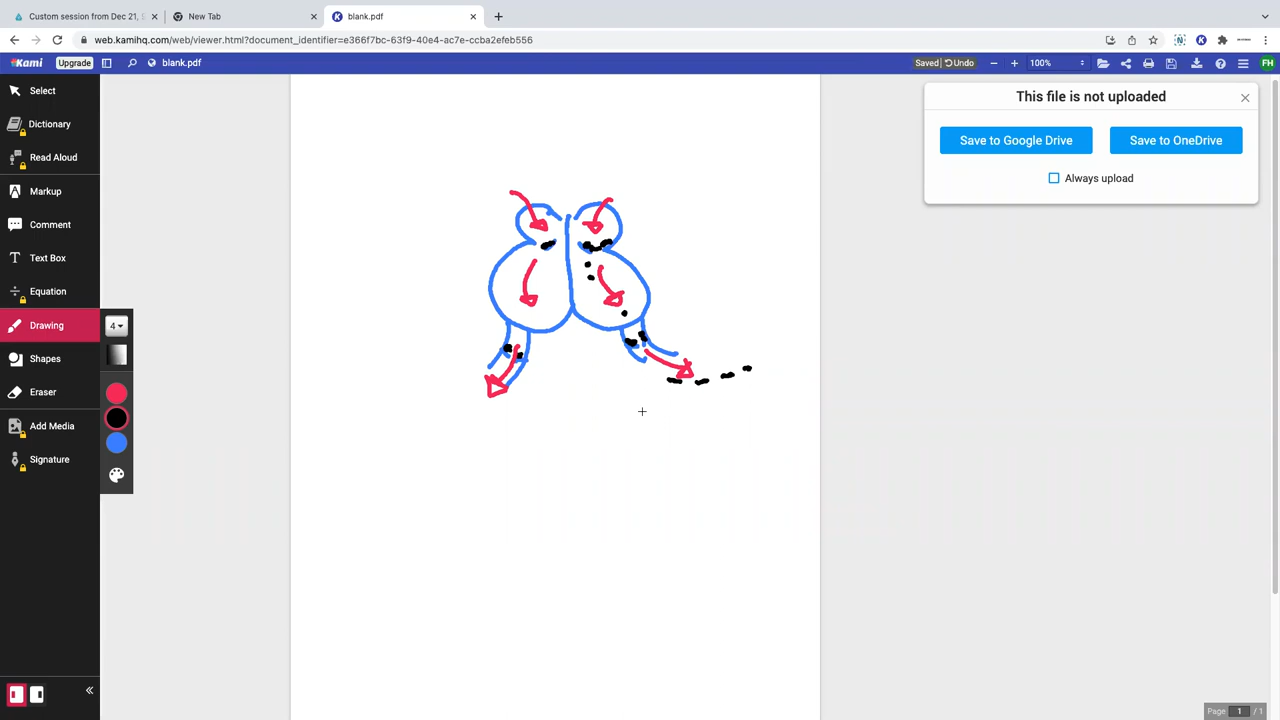 Custom session from Dec 21, S
New Tab
blank.pdf
web.kamihq.com/web/viewer.html?document_identifier=e366f7bc-63f9-40e4-ac7e-ccba2efeb556
Kami
Upgrade
blank.pdf
Saved
Undo
100%
FH
Select
Dictionary
Read Aloud
Markup
Comment
Text Box
Equation
Drawing
4
Shapes
Eraser
Add Media
Signature
This file is not uploaded
Save to Google Drive
Save to OneDrive
Always upload
Page 1 / 1